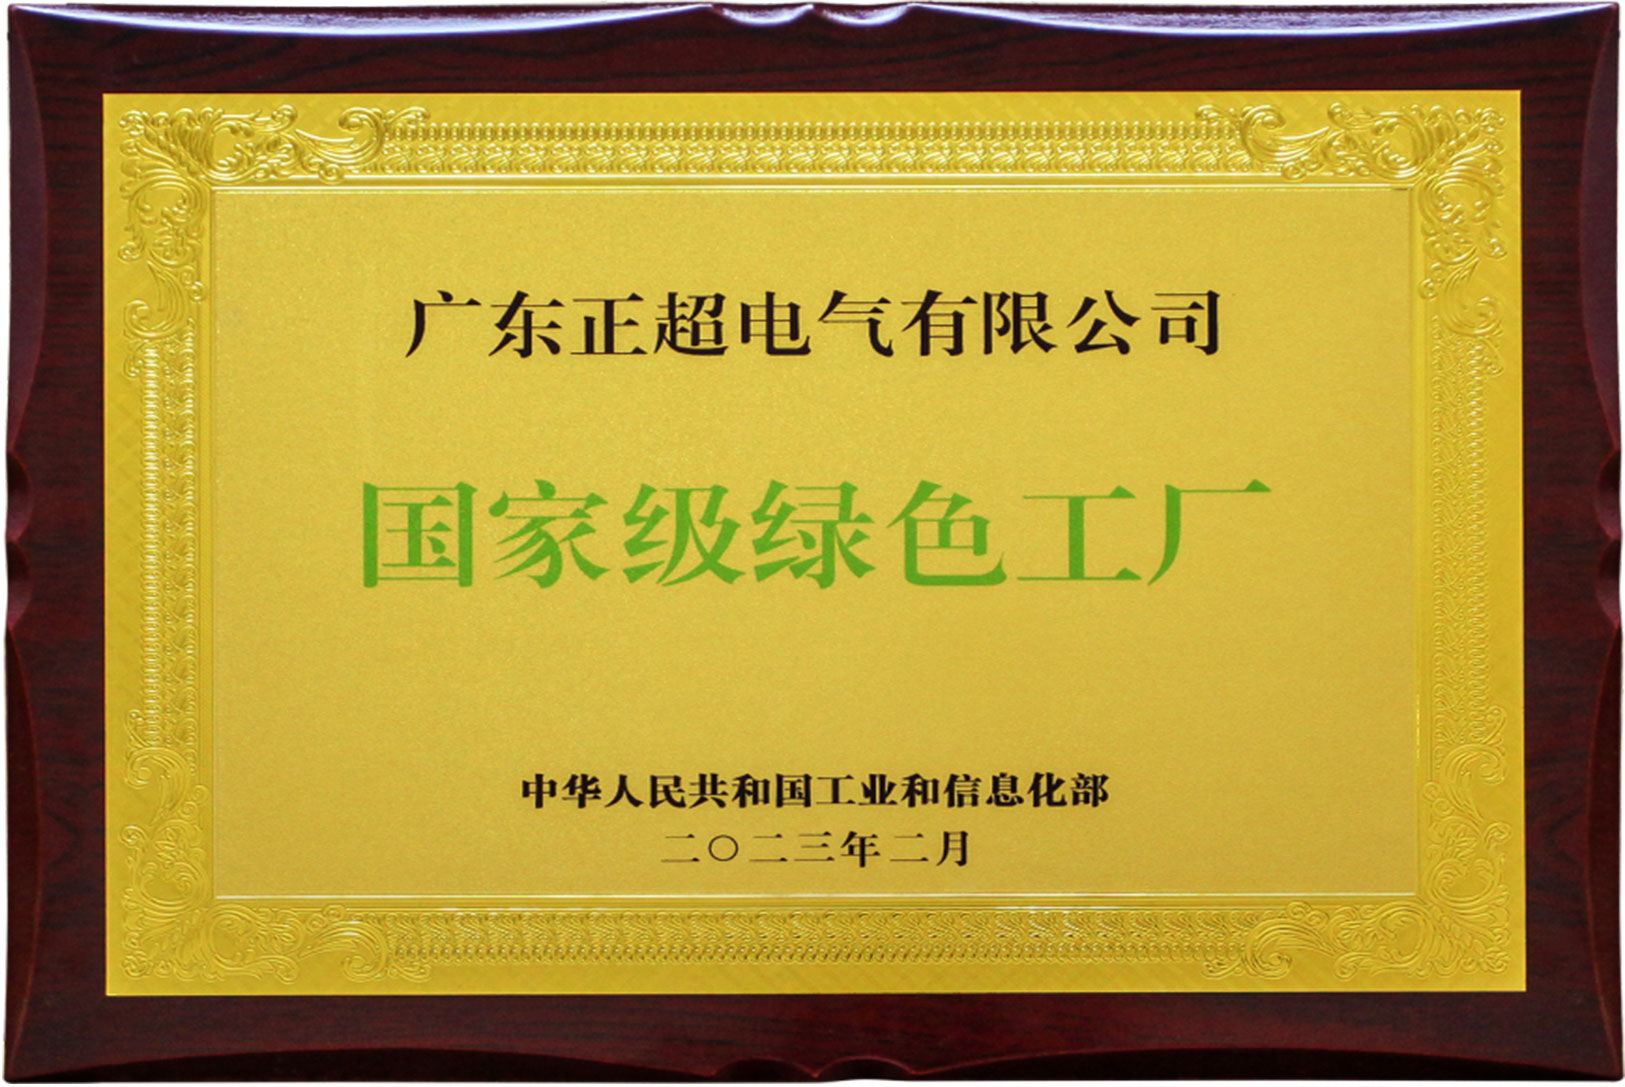 广东正超电气有限公司
国家级绿色工厂
中华人民共和国工业和信息化部
二〇二三年二月